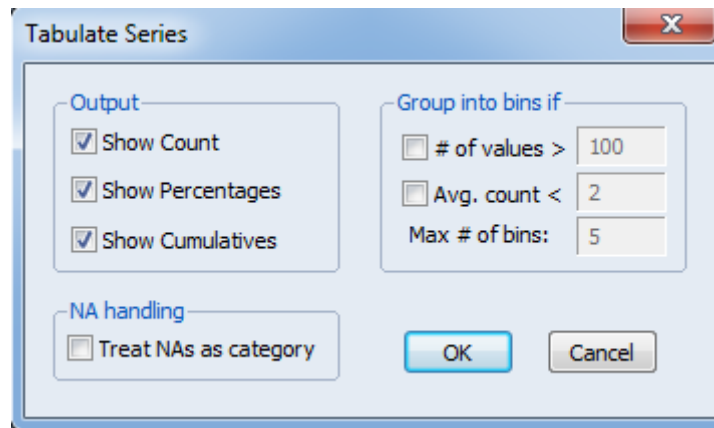 Tabulate Series
Output
Show Count
Show Percentages
Show Cumulatives
Group into bins if
# of values > 100
Avg. count < 2
Max # of bins: 5
NA handling
Treat NAs as category
OK
Cancel